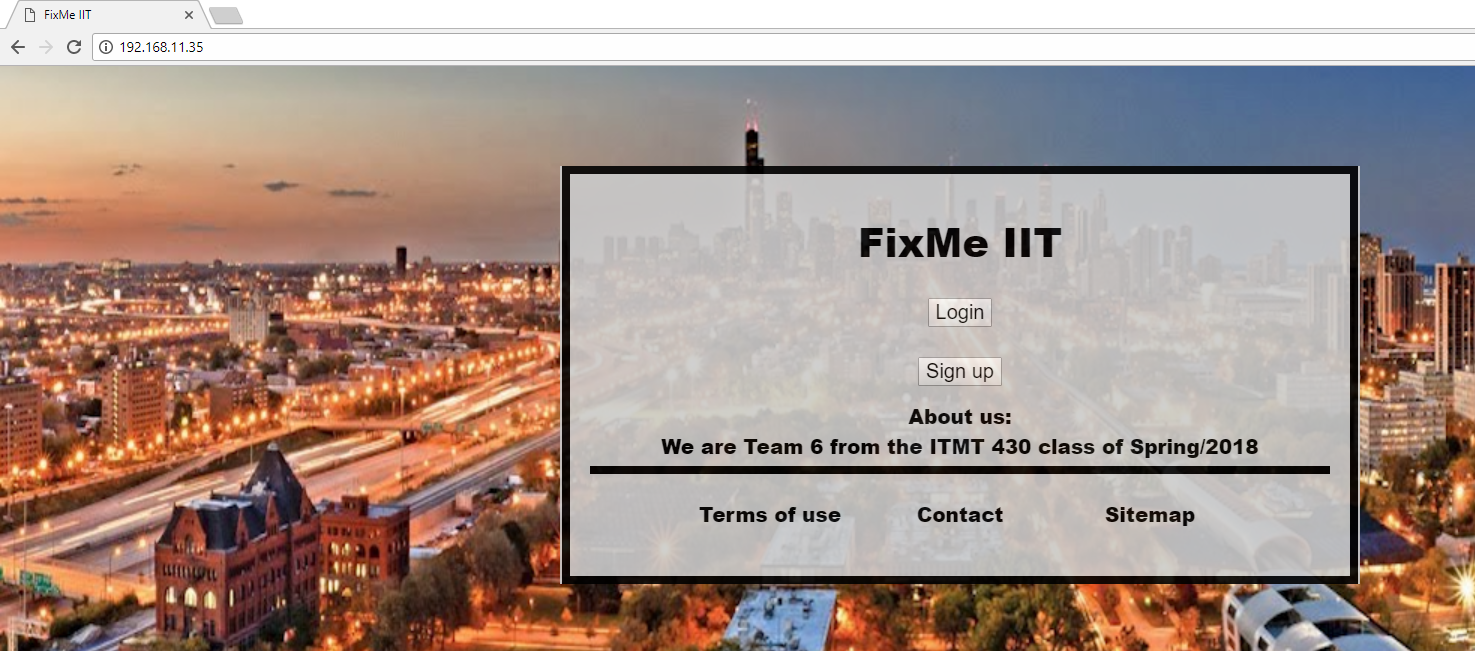 FixMe IIT
192.168.11.35
FixMe IIT
Login
Sign up
About us:
We are Team 6 from the ITMT 430 class of Spring/2018
Terms of use Contact Sitemap